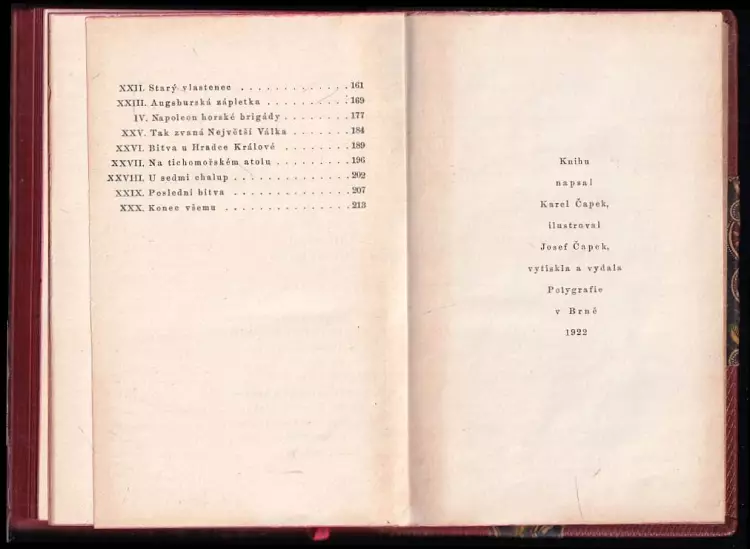 XXII. Starý vlastenec . . . . . . . . . . . . . 161
XXIII. Augsburská zápletka . . . . . . . . . . 169
IV. Napoleon horské brigády . . . . . . . . 177
XXV. Tak zvaná Největší Válka . . . . . . . 184
XXVI. Bitva u Hradce Králové . . . . . . . . 189
XXVII. Na tichomořském atolu . . . . . . . . . 196
XXVIII. U sedmi chalup . . . . . . . . . . . . . . 202
XXIX. Poslední bitva . . . . . . . . . . . . . . 207
XXX. Konec všemu . . . . . . . . . . . . . . . 213
Knihu
napsal
Karel Čapek,
ilustroval
Josef Čapek,
vytiskla a vydala
Polygrafie
v Brně
1922